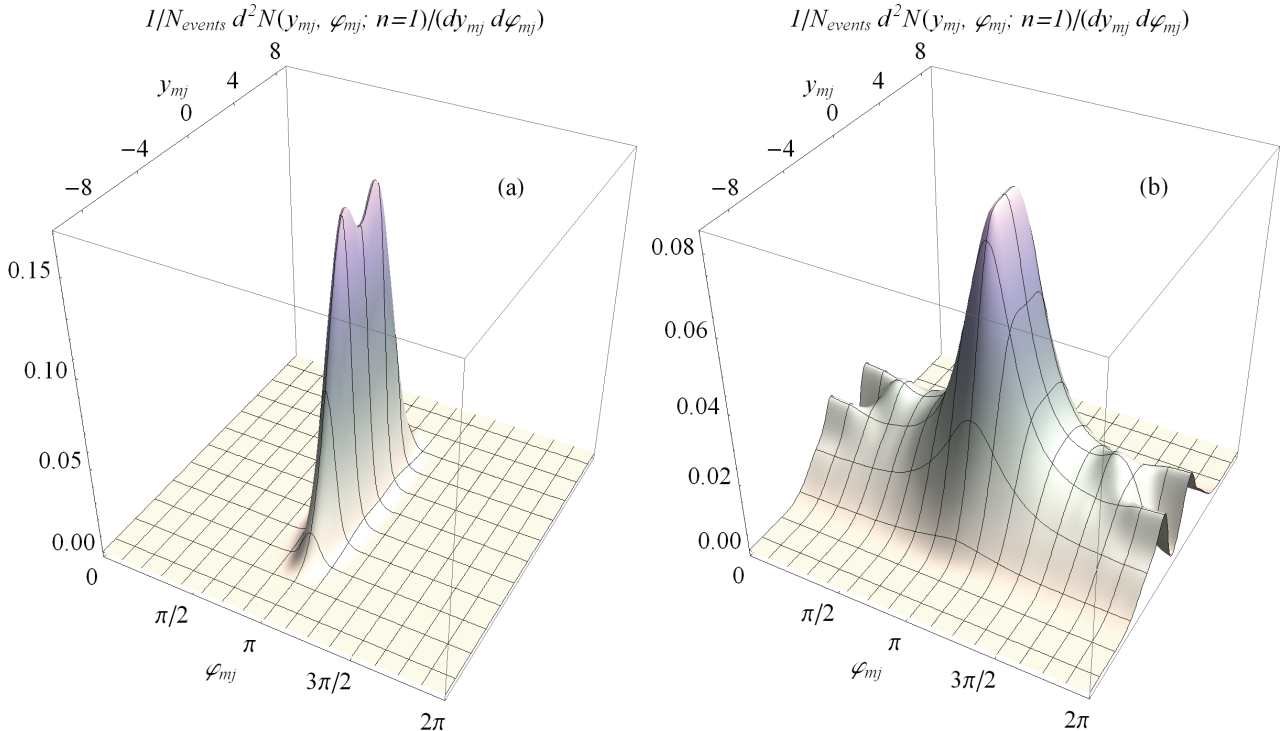 1/N_events d²N(y_mj, φ_mj; n=1)/(dy_mj dφ_mj)
8
4
y_mj
0
−4
−8
(a)
0.15
0.10
0.05
0.00
0
π/2
π
φ_mj
3π/2
2π
1/N_events d²N(y_mj, φ_mj; n=1)/(dy_mj dφ_mj)
8
4
y_mj
0
−4
−8
(b)
0.08
0.06
0.04
0.02
0.00
0
π/2
π
φ_mj
3π/2
2π